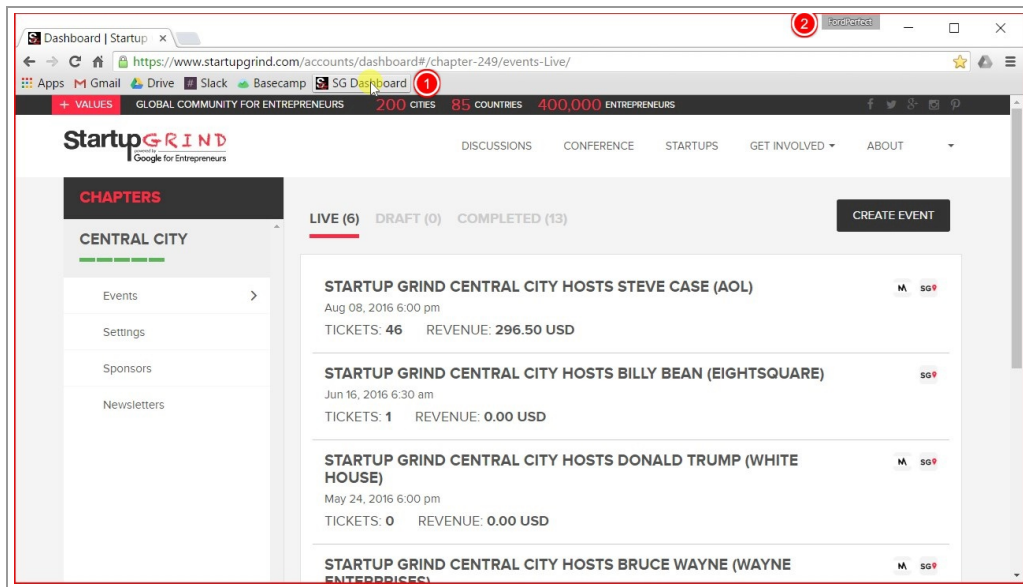 2 FordPerfect
Dashboard | Startup
https://www.startupgrind.com/accounts/dashboard#/chapter-249/events-Live/
Apps Gmail Drive Slack Basecamp SG Dashboard 1
+ VALUES GLOBAL COMMUNITY FOR ENTREPRENEURS 200 CITIES 85 COUNTRIES 400,000 ENTREPRENEURS
StartupGRIND
powered by
Google for Entrepreneurs
DISCUSSIONS CONFERENCE STARTUPS GET INVOLVED ABOUT
CHAPTERS
CENTRAL CITY
Events
Settings
Sponsors
Newsletters
LIVE (6) DRAFT (0) COMPLETED (13)
CREATE EVENT
STARTUP GRIND CENTRAL CITY HOSTS STEVE CASE (AOL)
M SG
Aug 08, 2016 6:00 pm
TICKETS: 46 REVENUE: 296.50 USD
STARTUP GRIND CENTRAL CITY HOSTS BILLY BEAN (EIGHTSQUARE)
SG
Jun 16, 2016 6:30 am
TICKETS: 1 REVENUE: 0.00 USD
STARTUP GRIND CENTRAL CITY HOSTS DONALD TRUMP (WHITE
HOUSE)
M SG
May 24, 2016 6:00 pm
TICKETS: 0 REVENUE: 0.00 USD
STARTUP GRIND CENTRAL CITY HOSTS BRUCE WAYNE (WAYNE
ENTERPRISES)
M SG